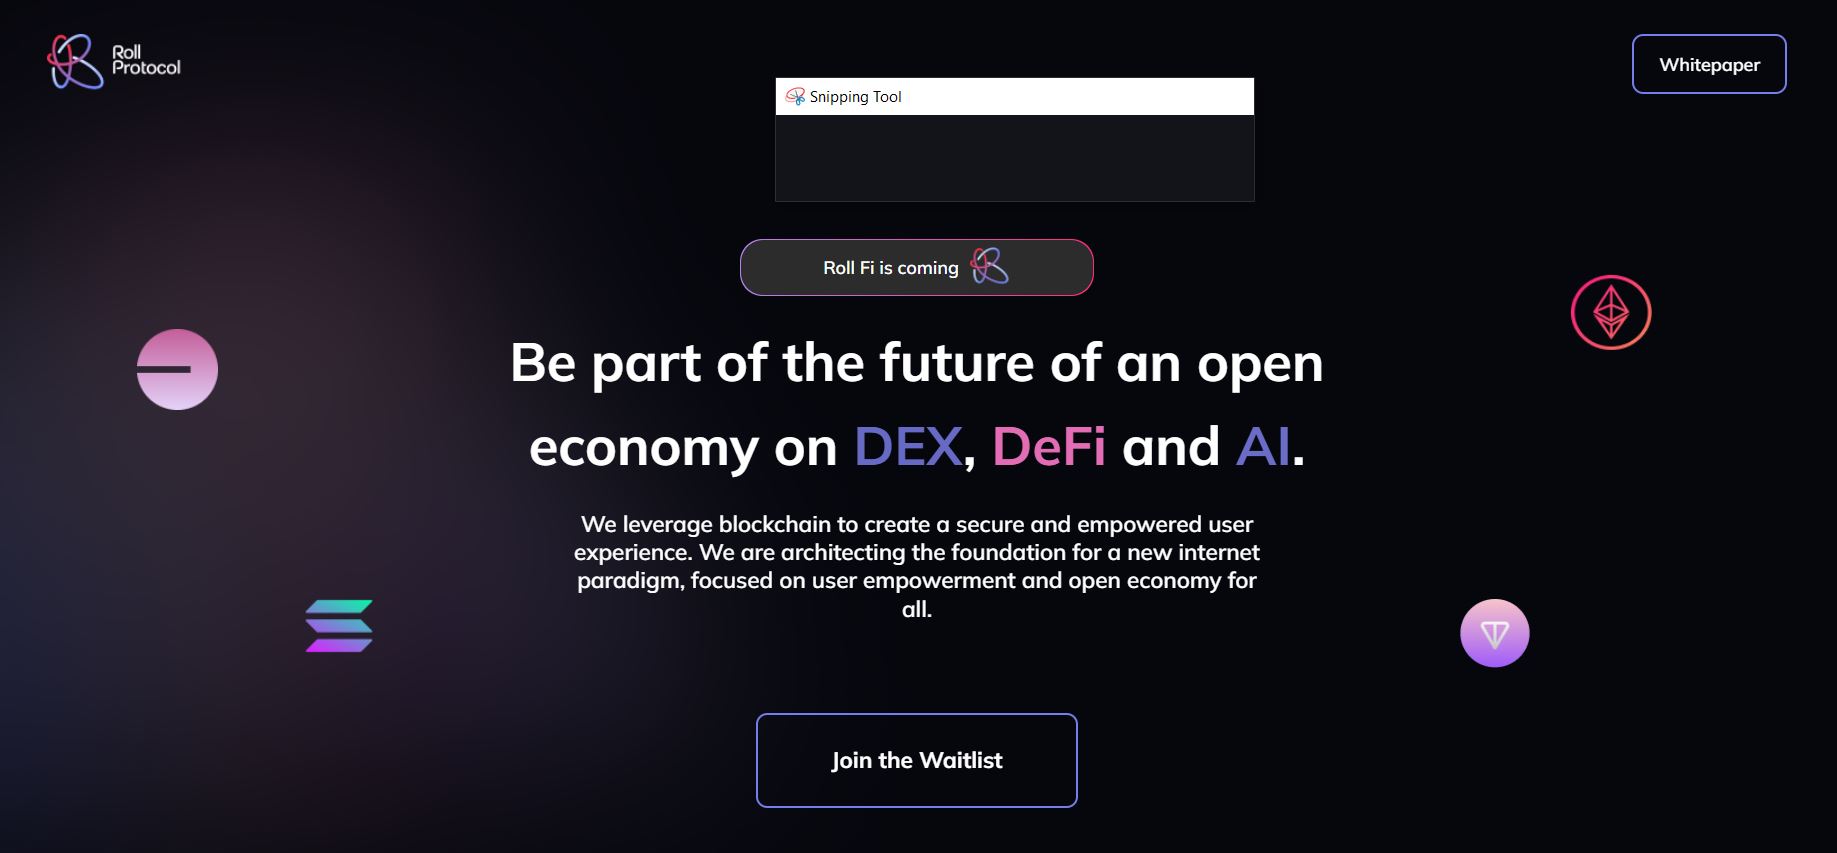 Roll
Protocol
Whitepaper
Snipping Tool
Roll Fi is coming
Be part of the future of an open
economy on DEX, DeFi and AI.
We leverage blockchain to create a secure and empowered user
experience. We are architecting the foundation for a new internet
paradigm, focused on user empowerment and open economy for
all.
Join the Waitlist